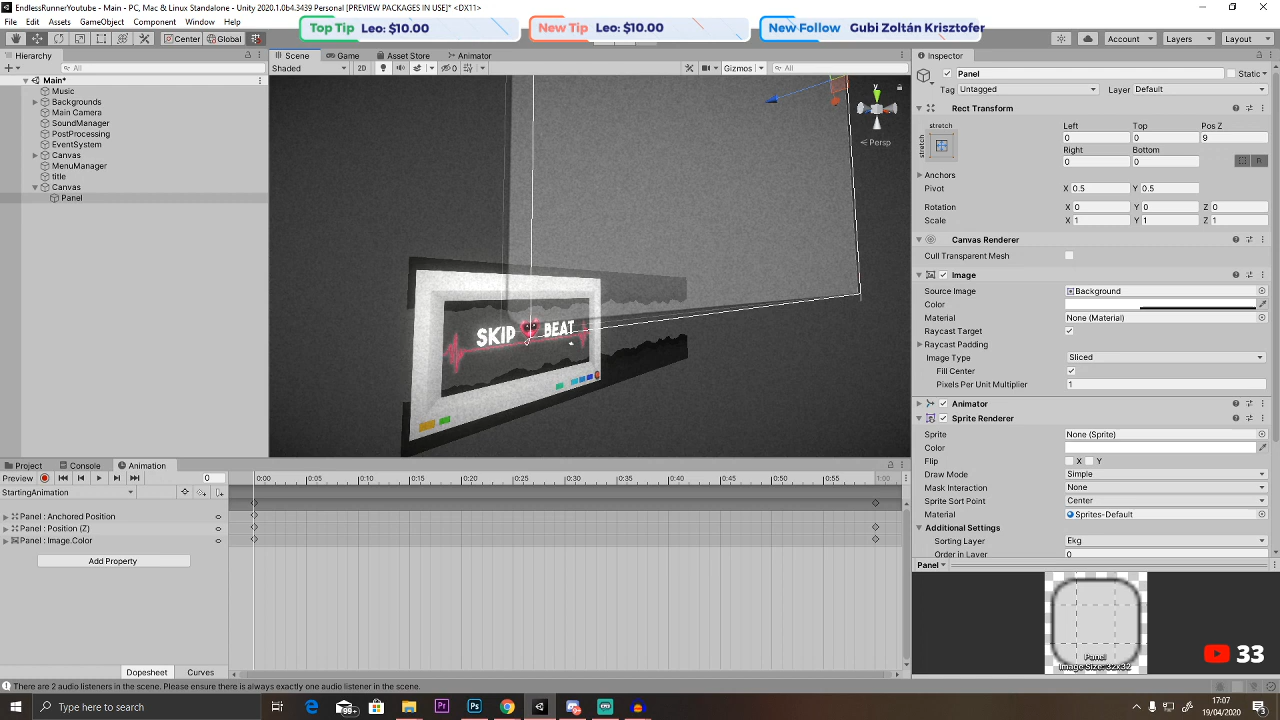 EndlessRunnerYoutube - Main - PC, Mac & Linux Standalone - Unity 2020.1.0b4.3439 Personal [PREVIEW PACKAGES IN USE]* <DX11>
File Edit Assets GameObject Component Window Help
Top Tip Leo: $10.00
New Tip Leo: $10.00
New Follow Gubi Zoltán Krisztofer
Center Global
Account Layers Layout
Hierarchy
All
Main*
Music
Backgrounds
Main Camera
SoundManager
PostProcessing
EventManager
Canvas
MenuManager
title
Canvas
Panel
Scene Game Asset Store Animator
Shaded 2D 0 Gizmos All
Persp
SKIP BEAT
Inspector
Panel Static
Tag Untagged Layer Default
Rect Transform
stretch
stretch
Left Top Pos Z
0 0 9
Right Bottom
0 0 R
Anchors
Pivot X 0.5 Y 0.5
Rotation X 0 Y 0 Z 0
Scale X 1 Y 1 Z 1
Canvas Renderer
Cull Transparent Mesh
Image
Source Image Background
Color
Material None (Material)
Raycast Target
Raycast Padding
Image Type Sliced
Fill Center
Pixels Per Unit Multiplier 1
Animator
Sprite Renderer
Sprite None (Sprite)
Color
Flip X Y
Draw Mode Simple
Mask Interaction None
Sprite Sort Point Center
Material Sprites-Default
Additional Settings
Sorting Layer Ekg
Order in Layer 0
Panel
Panel
Image Size: 32x32
33
Project Console Animation
Preview 0
0:00 0:05 0:10 0:15 0:20 0:25 0:30 0:35 0:40 0:45 0:50 0:55 1:00
StartingAnimation
Panel : Anchored Position
Panel : Position (Z)
Panel : Image.Color
Add Property
Dopesheet Curves
There are 2 audio listeners in the scene. Please ensure there is always exactly one audio listener in the scene.
Type here to search
17:07
19/04/2020